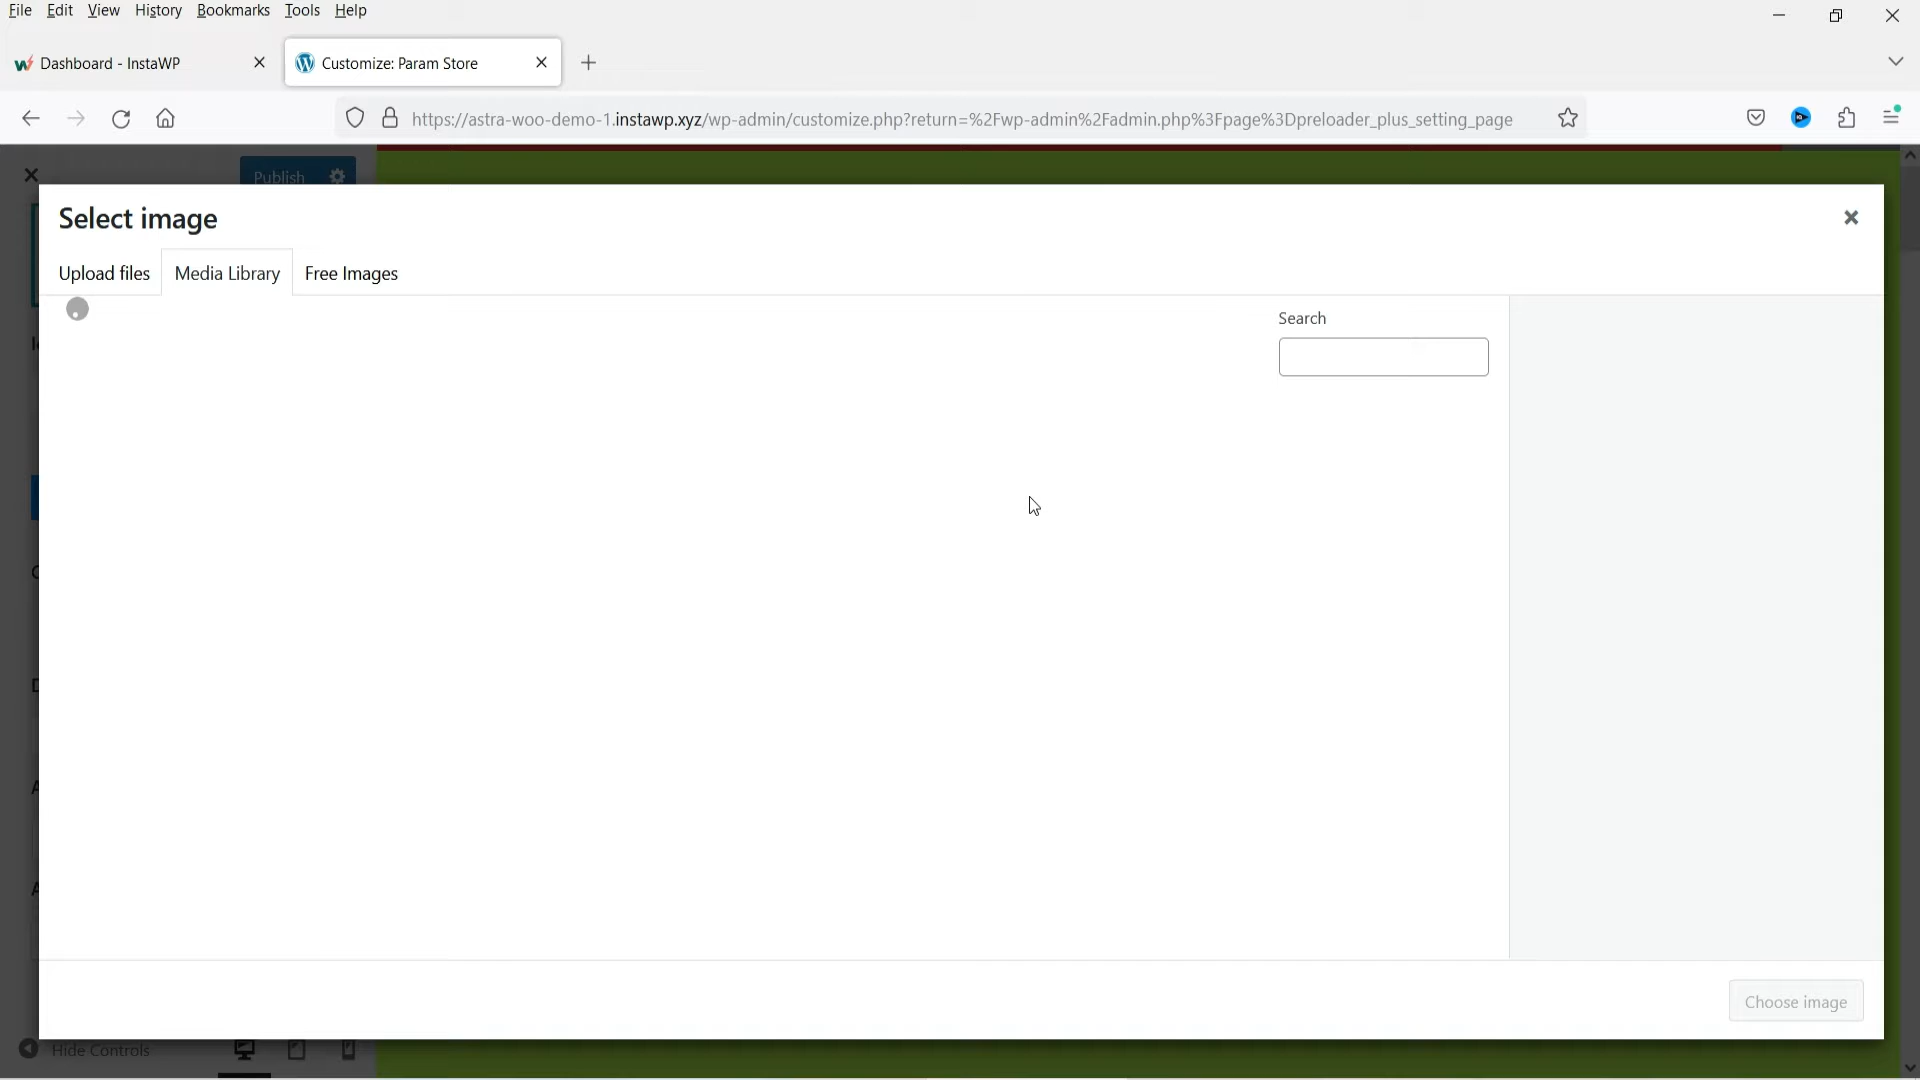 File Edit View History Bookmarks Tools Help
Dashboard - InstaWP
Customize: Param Store
https://astra-woo-demo-1.instawp.xyz/wp-admin/customize.php?return=%2Fwp-admin%2Fadmin.php%3Fpage%3Dpreloader_plus_setting_page
Publish
Select image
Upload files Media Library Free Images
Search
Choose image
Hide Controls